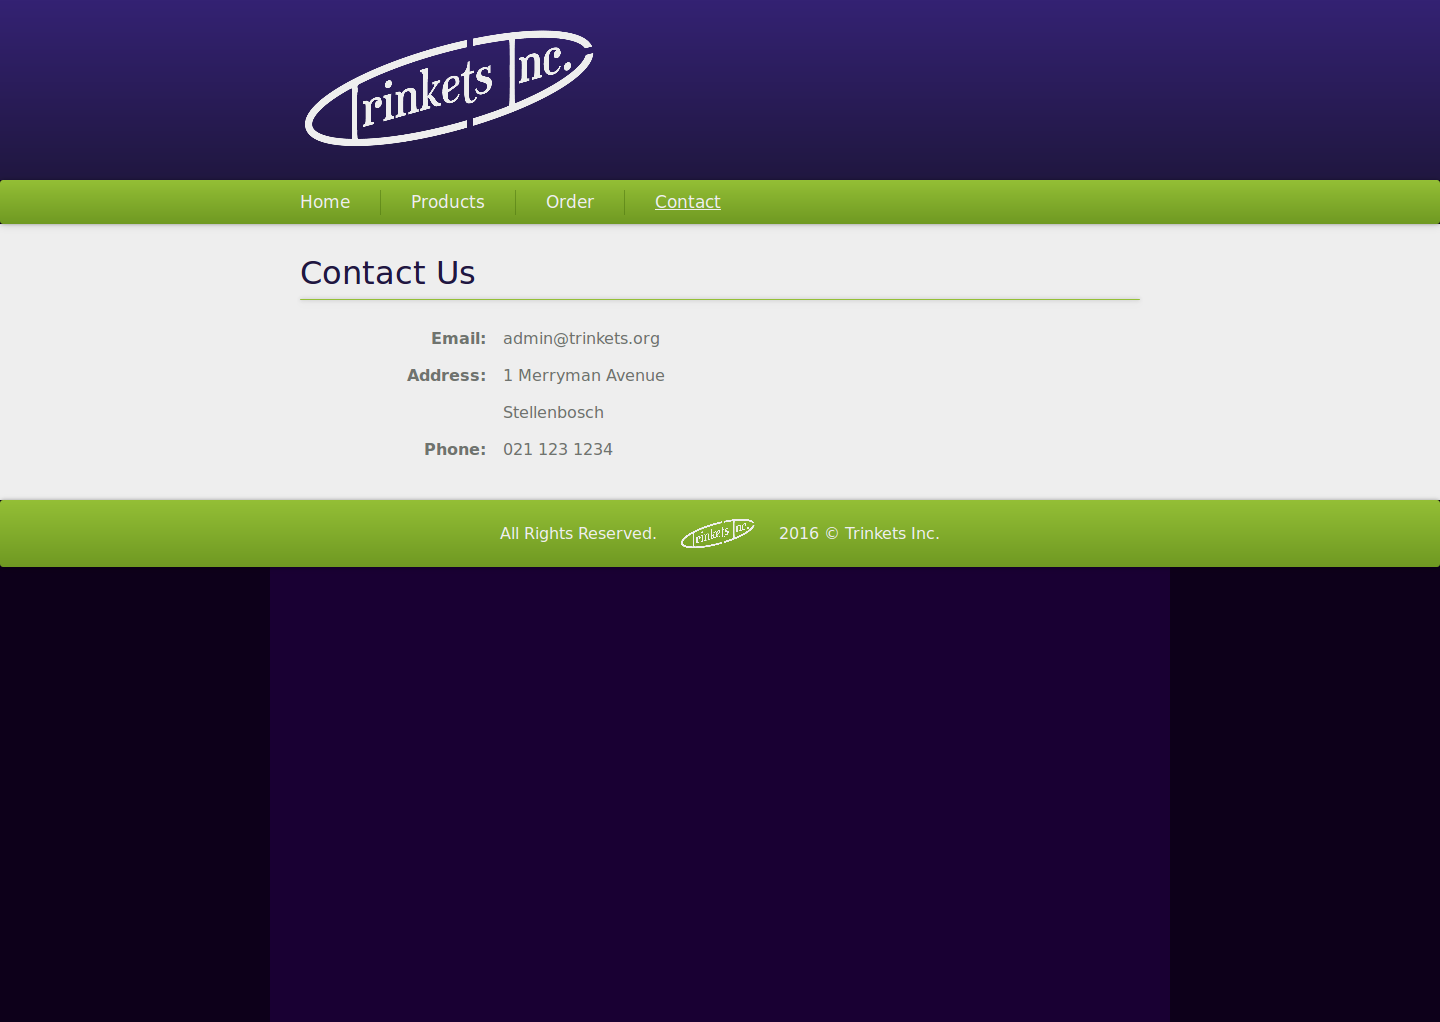 Trinkets Inc.
Home Products Order Contact
Contact Us
Email: admin@trinkets.org
Address: 1 Merryman Avenue
Stellenbosch
Phone: 021 123 1234
All Rights Reserved. Trinkets Inc. 2016 © Trinkets Inc.